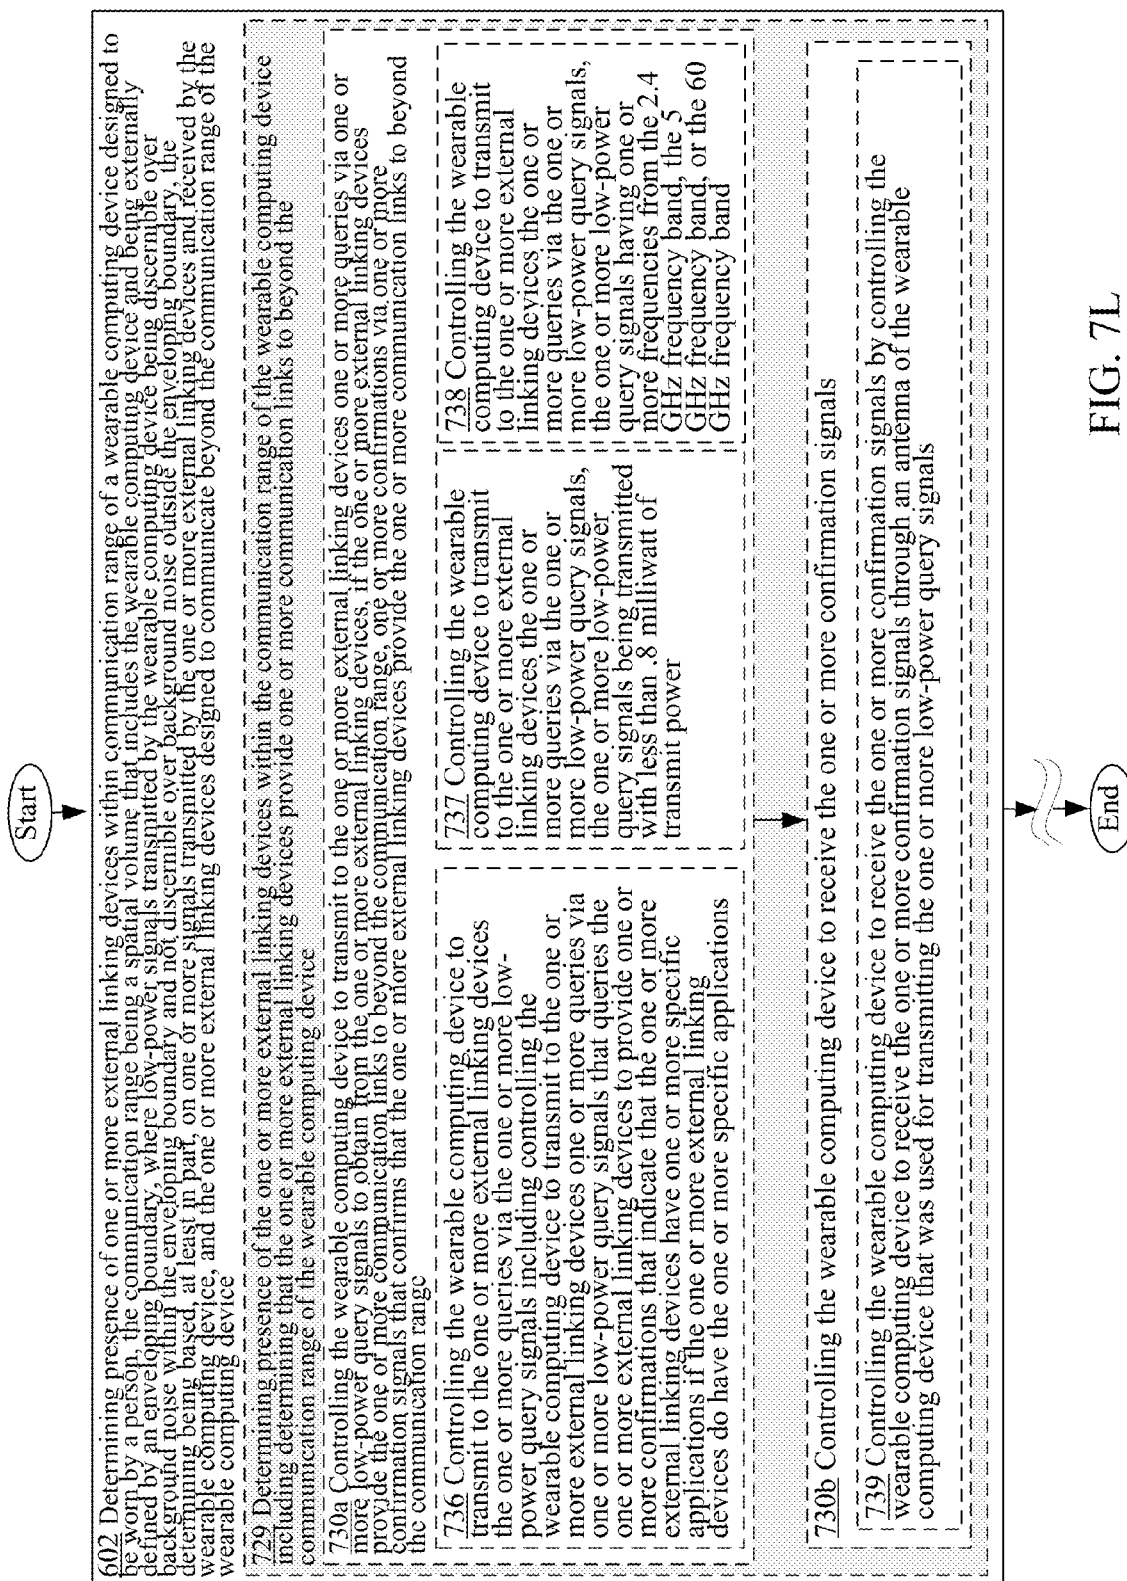 Start
602 Determining presence of one or more external linking devices within communication range of a wearable computing device designed to
be worn by a person, the communication range being a spatial volume that includes the wearable computing device and being externally
defined by an enveloping boundary, where low-power signals transmitted by the wearable computing device being discernible over
background noise within the enveloping boundary and not discernible over background noise outside the enveloping boundary, the
determining being based, at least in part, on one or more signals transmitted by the one or more external linking devices and received by the
wearable computing device, and the one or more external linking devices designed to communicate beyond the communication range of the
wearable computing device
729 Determining presence of the one or more external linking devices within the communication range of the wearable computing device
including determining that the one or more external linking devices provide one or more communication links to beyond the
communication range of the wearable computing device
730a Controlling the wearable computing device to transmit to the one or more external linking devices one or more queries via one or
more low-power query signals to obtain from the one or more external linking devices, if the one or more external linking devices
provide the one or more communication links to beyond the communication range, one or more confirmations via one or more
confirmation signals that confirms that the one or more external linking devices provide the one or more communication links to beyond
the communication range
736 Controlling the wearable computing device to
transmit to the one or more external linking devices
the one or more queries via the one or more low-
power query signals including controlling the
wearable computing device to transmit to the one or
more external linking devices one or more queries via
one or more low-power query signals that queries the
one or more external linking devices to provide one or
more confirmations that indicate that the one or more
external linking devices have one or more specific
applications if the one or more external linking
devices do have the one or more specific applications
737 Controlling the wearable
computing device to transmit
to the one or more external
linking devices the one or
more queries via the one or
more low-power query signals,
the one or more low-power
query signals being transmitted
with less than .8 milliwatt of
transmit power
738 Controlling the wearable
computing device to transmit
to the one or more external
linking devices the one or
more queries via the one or
more low-power query signals,
the one or more low-power
query signals having one or
more frequencies from the 2.4
GHz frequency band, the 5
GHz frequency band, or the 60
GHz frequency band
730b Controlling the wearable computing device to receive the one or more confirmation signals
739 Controlling the wearable computing device to receive the one or more confirmation signals by controlling the
wearable computing device to receive the one or more confirmation signals through an antenna of the wearable
computing device that was used for transmitting the one or more low-power query signals
End
FIG. 7L